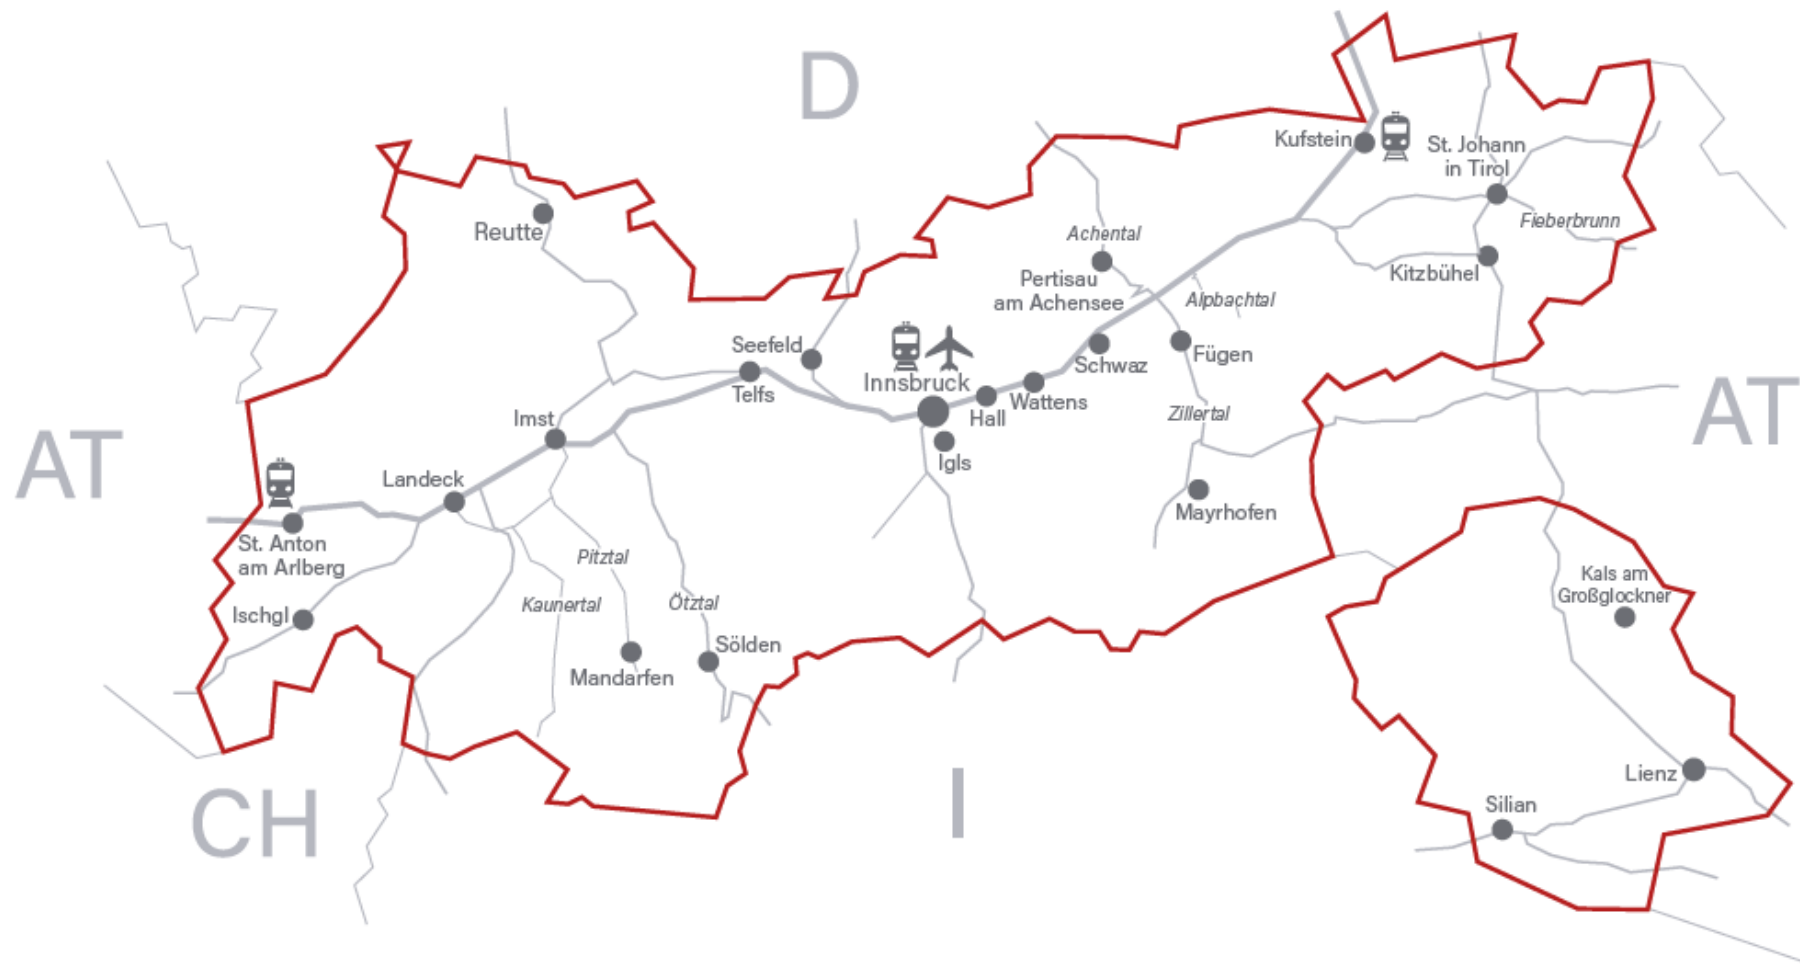 D
Kufstein
St. Johann
in Tirol
Reutte
Achental
Fieberbrunn
Pertisau
am Achensee
Kitzbühel
Alpbachtal
Seefeld
Schwaz
Fügen
Innsbruck
Telfs
Wattens
Hall
Imst
Zillertal
AT
AT
Igls
Landeck
Mayrhofen
St. Anton
am Arlberg
Pitztal
Kals am
Großglockner
Kaunertal
Ötztal
Ischgl
Sölden
Mandarfen
Lienz
CH
I
Silian